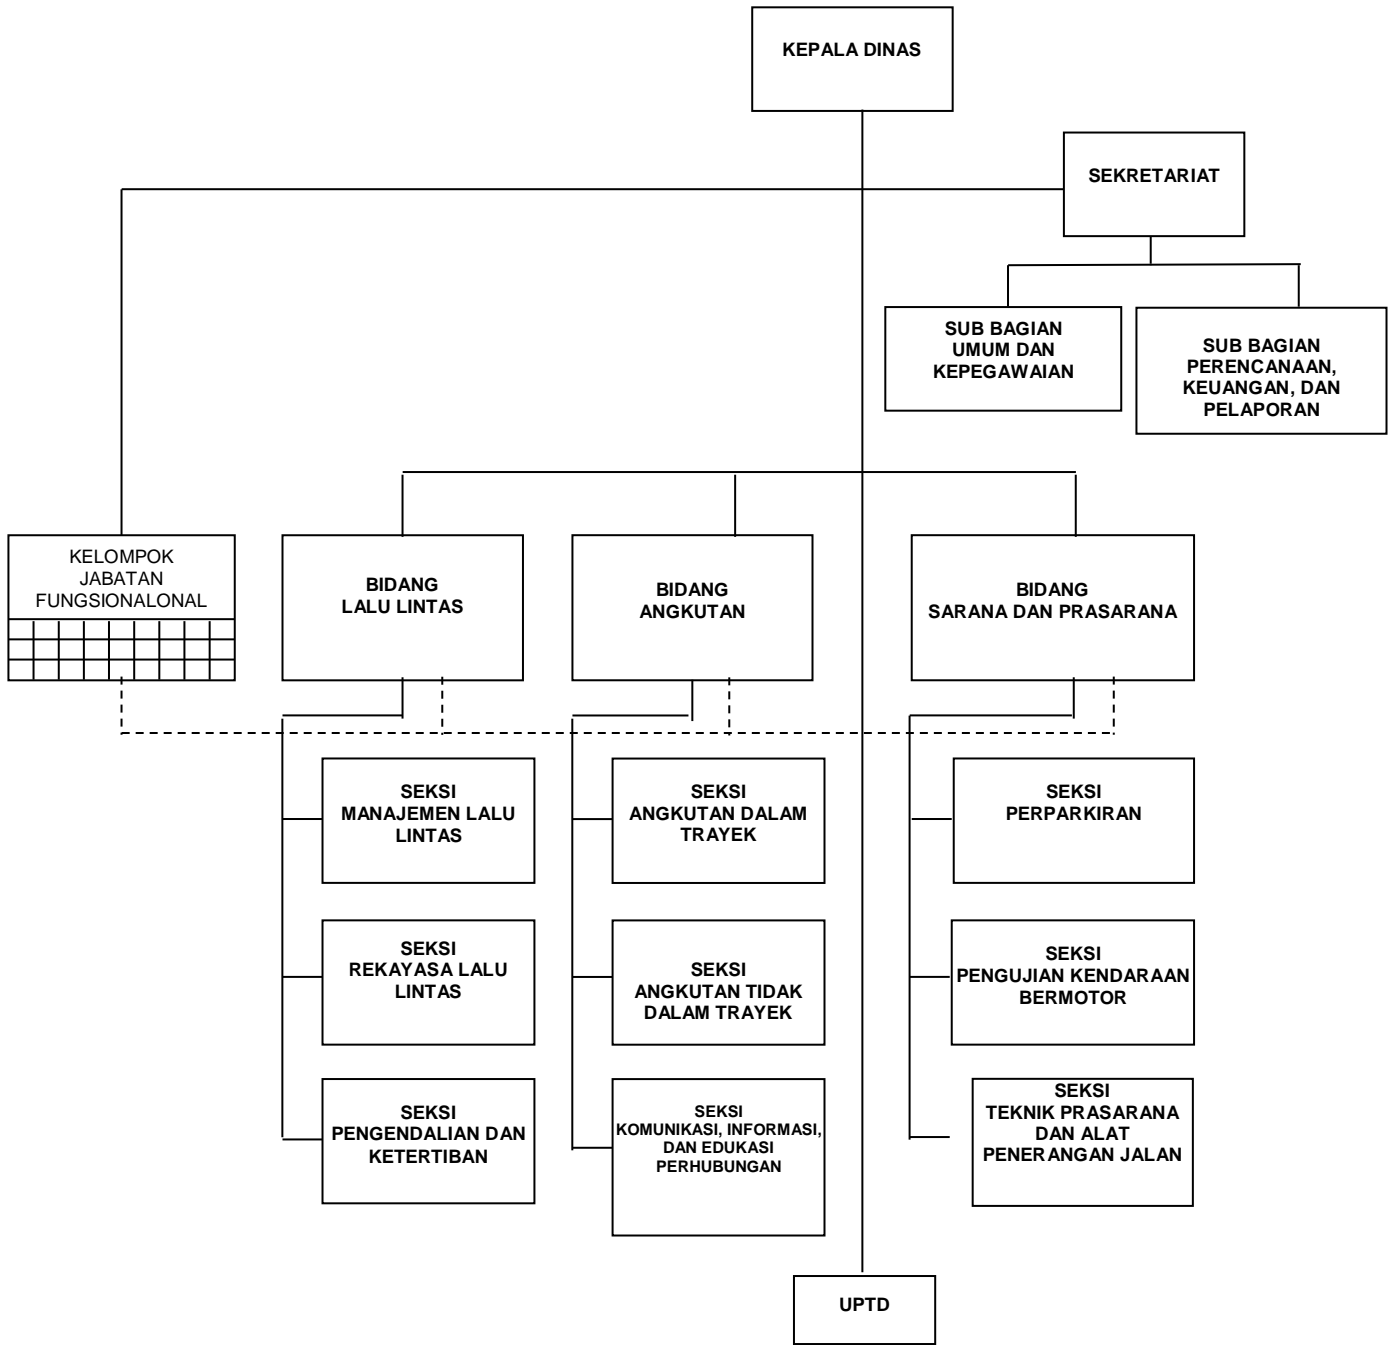 KEPALA DINAS
SEKRETARIAT
SUB BAGIAN
UMUM DAN
KEPEGAWAIAN
SUB BAGIAN
PERENCANAAN,
KEUANGAN, DAN
PELAPORAN
KELOMPOK
JABATAN
FUNGSIONALONAL
BIDANG
LALU LINTAS
BIDANG
ANGKUTAN
BIDANG
SARANA DAN PRASARANA
SEKSI
MANAJEMEN LALU
LINTAS
SEKSI
ANGKUTAN DALAM
TRAYEK
SEKSI
PERPARKIRAN
SEKSI
REKAYASA LALU
LINTAS
SEKSI
ANGKUTAN TIDAK
DALAM TRAYEK
SEKSI
PENGUJIAN KENDARAAN
BERMOTOR
SEKSI
PENGENDALIAN DAN
KETERTIBAN
SEKSI
KOMUNIKASI, INFORMASI,
DAN EDUKASI
PERHUBUNGAN
SEKSI
TEKNIK PRASARANA
DAN ALAT
PENERANGAN JALAN
UPTD